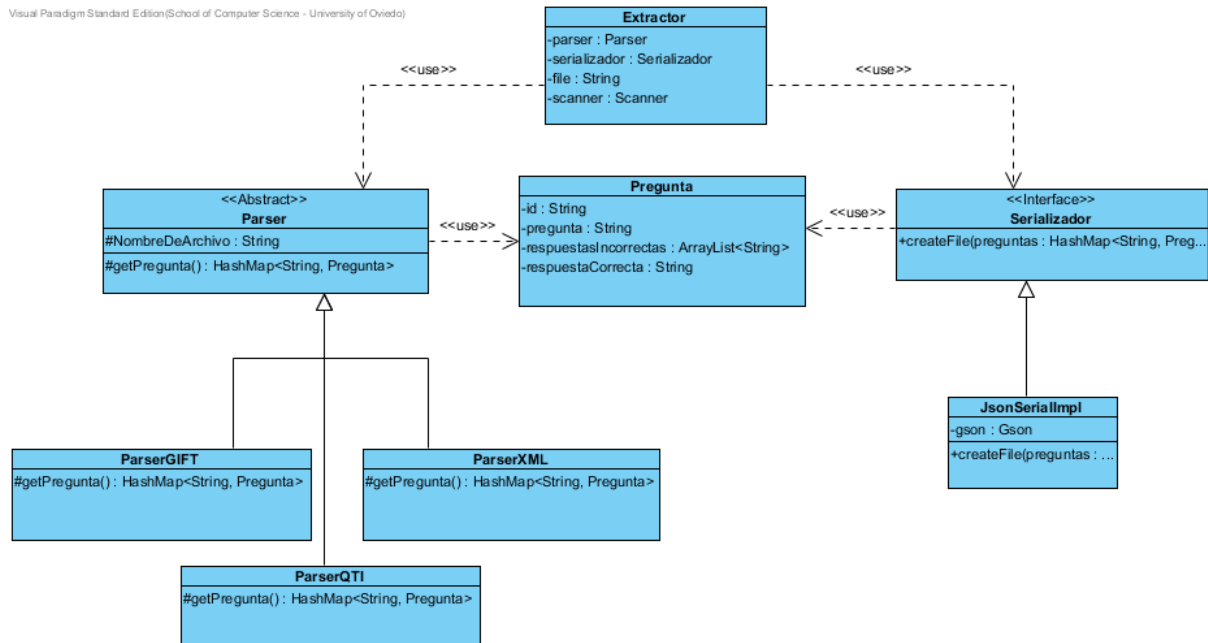 Visual Paradigm Standard Edition(School of Computer Science - University of Oviedo)
Extractor
-parser : Parser
-serializador : Serializador
-file : String
-scanner : Scanner
<<use>>
<<use>>
<<Abstract>>
Parser
#NombreDeArchivo : String
#getPregunta() : HashMap<String, Pregunta>
<<use>>
Pregunta
-id : String
-pregunta : String
-respuestasIncorrectas : ArrayList<String>
-respuestaCorrecta : String
<<use>>
<<Interface>>
Serializador
+createFile(preguntas : HashMap<String, Preg...
JsonSerialImpl
-gson : Gson
+createFile(preguntas : ...
ParserGIFT
#getPregunta() : HashMap<String, Pregunta>
ParserXML
#getPregunta() : HashMap<String, Pregunta>
ParserQTI
#getPregunta() : HashMap<String, Pregunta>